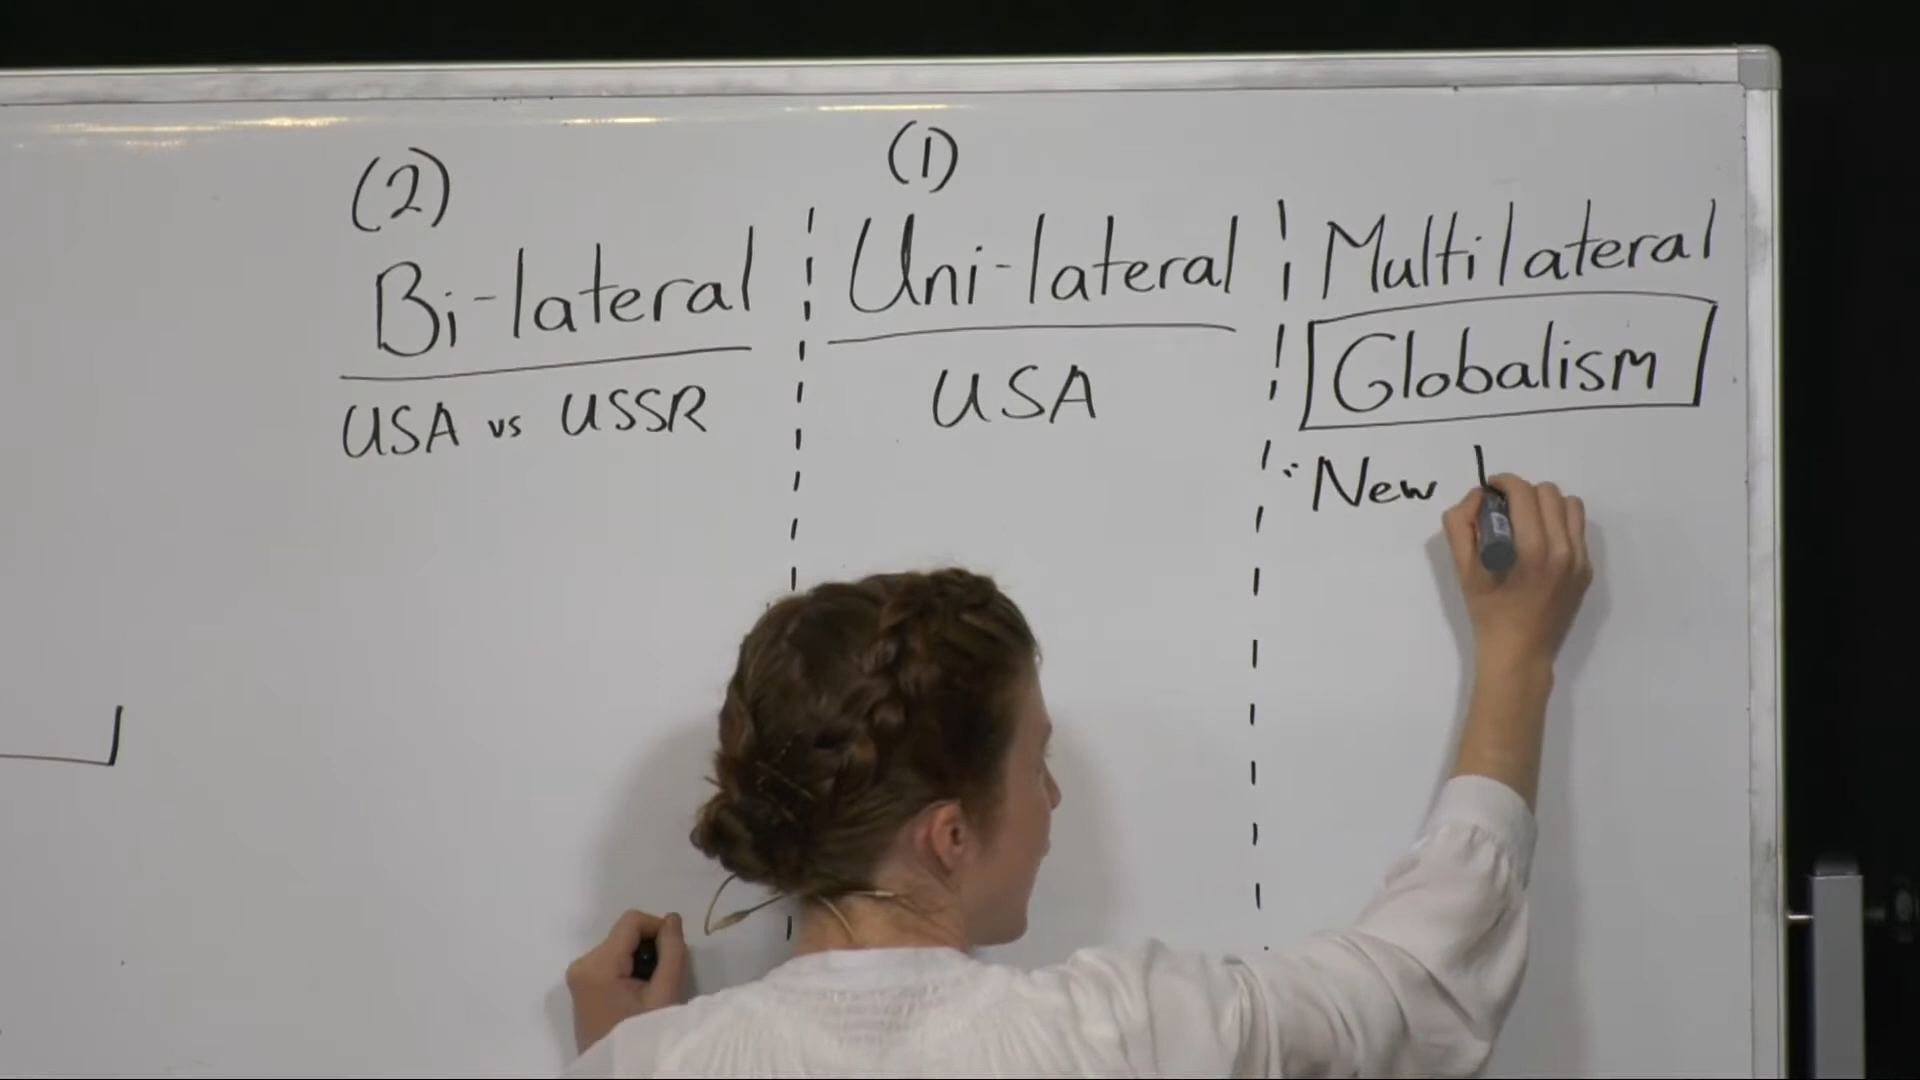 (2)
Bi-lateral
USA vs USSR
(1)
Uni-lateral
USA
Multilateral
Globalism
New